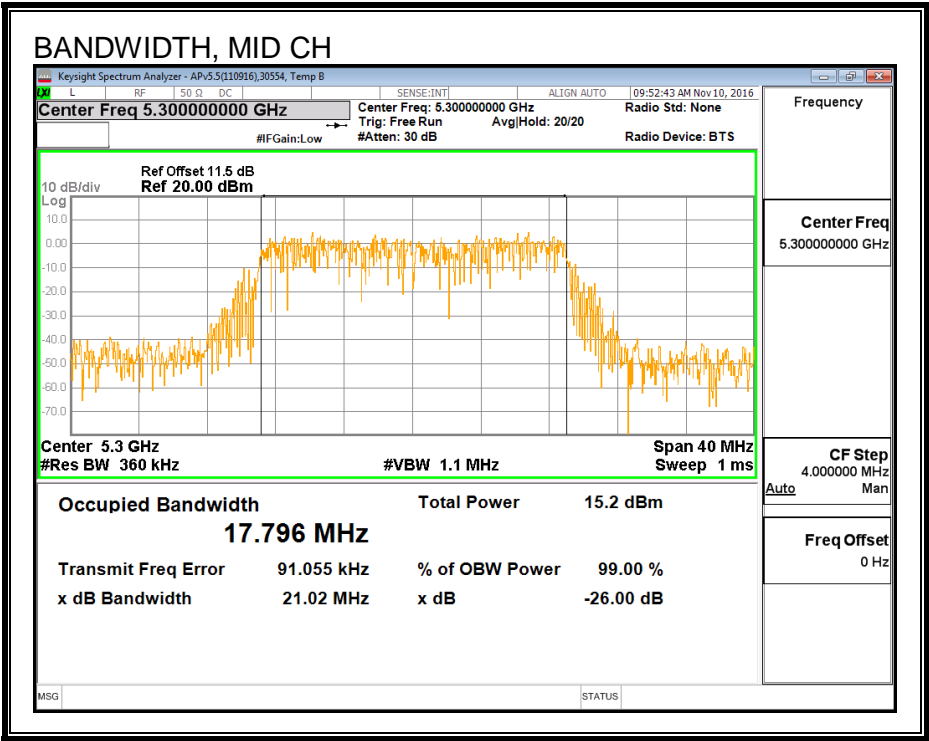 BANDWIDTH, MID CH
Keysight Spectrum Analyzer - APv5.5(110916),30554, Temp B
LXI L RF 50 Ω DC SENSE:INT ALIGN AUTO 09:52:43 AM Nov 10, 2016
Center Freq 5.300000000 GHz
Center Freq: 5.300000000 GHz
Radio Std: None
Trig: Free Run Avg|Hold: 20/20
#IFGain:Low
#Atten: 30 dB
Radio Device: BTS
Frequency
Ref Offset 11.5 dB
10 dB/div Ref 20.00 dBm
Log
10.0
0.00
-10.0
-20.0
-30.0
-40.0
-50.0
-60.0
-70.0
Center 5.3 GHz Span 40 MHz
#Res BW 360 kHz #VBW 1.1 MHz Sweep 1 ms
Center Freq
5.300000000 GHz
CF Step
4.000000 MHz
Auto Man
Freq Offset
0 Hz
Occupied Bandwidth Total Power 15.2 dBm
17.796 MHz
Transmit Freq Error 91.055 kHz % of OBW Power 99.00 %
x dB Bandwidth 21.02 MHz x dB -26.00 dB
MSG STATUS